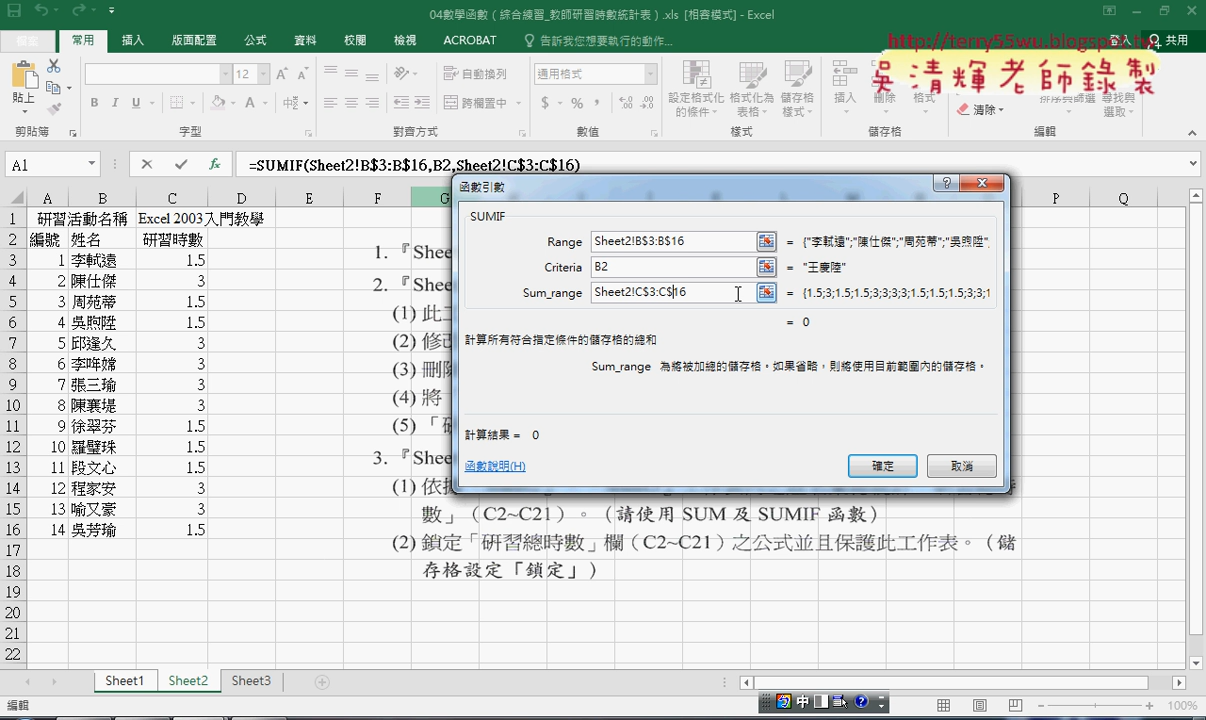 04數學函數（綜合練習_教師研習時數統計表）.xls [相容模式] - Excel
常用 插入 版面配置 公式 資料 校閱 檢視 ACROBAT 告訴我您想要執行的動作... 登入 共用
http://terry55wu.blogspot.tw
吳清輝老師錄製
貼上 12 自動換列 跨欄置中 通用格式 設定格式化的條件 格式化為表格 儲存格樣式 插入 刪除 格式 清除 排序與篩選 尋找與選取
剪貼簿 字型 對齊方式 數值 樣式 儲存格 編輯
A1 =SUMIF(Sheet2!B$3:B$16,B2,Sheet2!C$3:C$16)
A B C D E F G P Q
1 研習活動名稱 Excel 2003入門教學
2 編號 姓名 研習時數
3 1 李軾遠 1.5
4 2 陳仕傑 3
5 3 周苑蒂 1.5
6 4 吳煦陞 1.5
7 5 邱逢久 3
8 6 李哖嫦 3
9 7 張三瑜 3
10 8 陳襄堤 3
11 9 徐翠芬 1.5
12 10 羅璧珠 1.5
13 11 段文心 1.5
14 12 程家安 3
15 13 喻又豪 3
16 14 吳芳瑜 1.5
17
18
19
20
21
22
1. 『Shee
2. 『Shee
(1) 此工
(2) 修改
(3) 刪除
(4) 將
(5) 「研
3. 『Shee
(1) 依據
數」（C2~C21）。（請使用 SUM 及 SUMIF 函數）
(2) 鎖定「研習總時數」欄（C2~C21）之公式並且保護此工作表。（儲
存格設定「鎖定」）
函數引數
SUMIF
Range Sheet2!B$3:B$16 = {"李軾遠";"陳仕傑";"周苑蒂";"吳煦陞";
Criteria B2 = "王慶陸"
Sum_range Sheet2!C$3:C$16 = {1.5;3;1.5;1.5;3;3;3;3;1.5;1.5;1.5;3;3;1
= 0
計算所有符合指定條件的儲存格的總和
Sum_range 為將被加總的儲存格。如果省略，則將使用目前範圍內的儲存格。
計算結果 = 0
函數說明(H) 確定 取消
Sheet1 Sheet2 Sheet3
編輯 中 100%